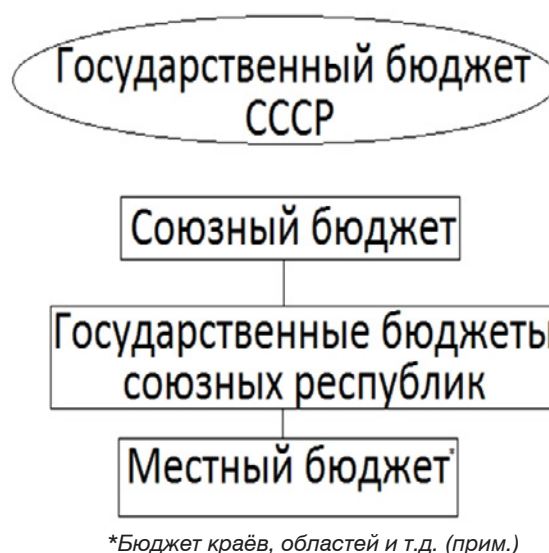 Государственный бюджет
СССР
Союзный бюджет
Государственные бюджеты
союзных республик
Местный бюджет*
*Бюджет краёв, областей и т.д. (прим.)